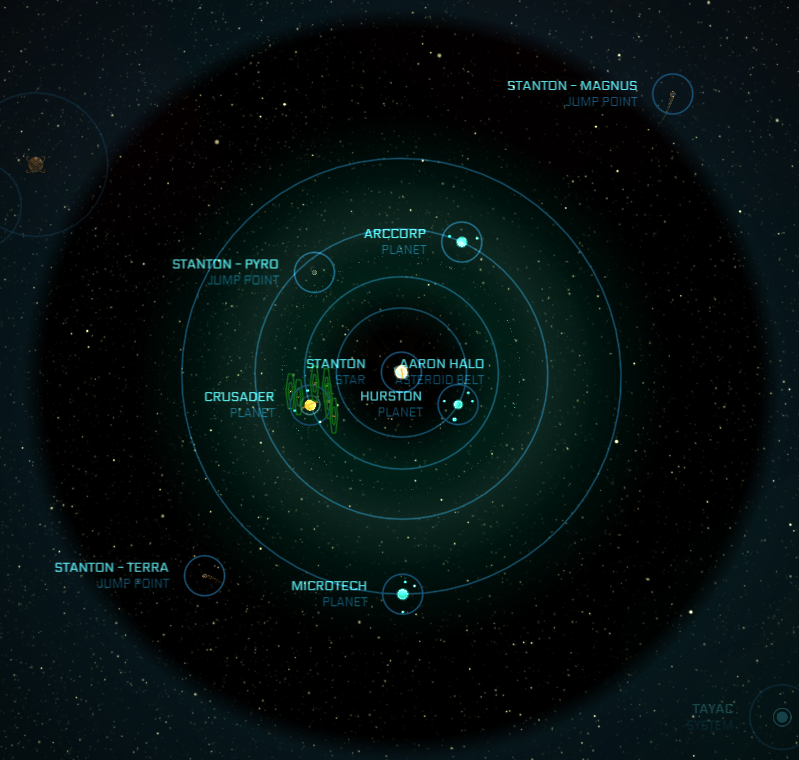 STANTON - MAGNUS
JUMP POINT
ARCCORP
PLANET
STANTON - PYRO
JUMP POINT
STANTON
STAR
AARON HALO
ASTEROID BELT
CRUSADER
PLANET
HURSTON
PLANET
STANTON - TERRA
JUMP POINT
MICROTECH
PLANET
TAYAC
SYSTEM